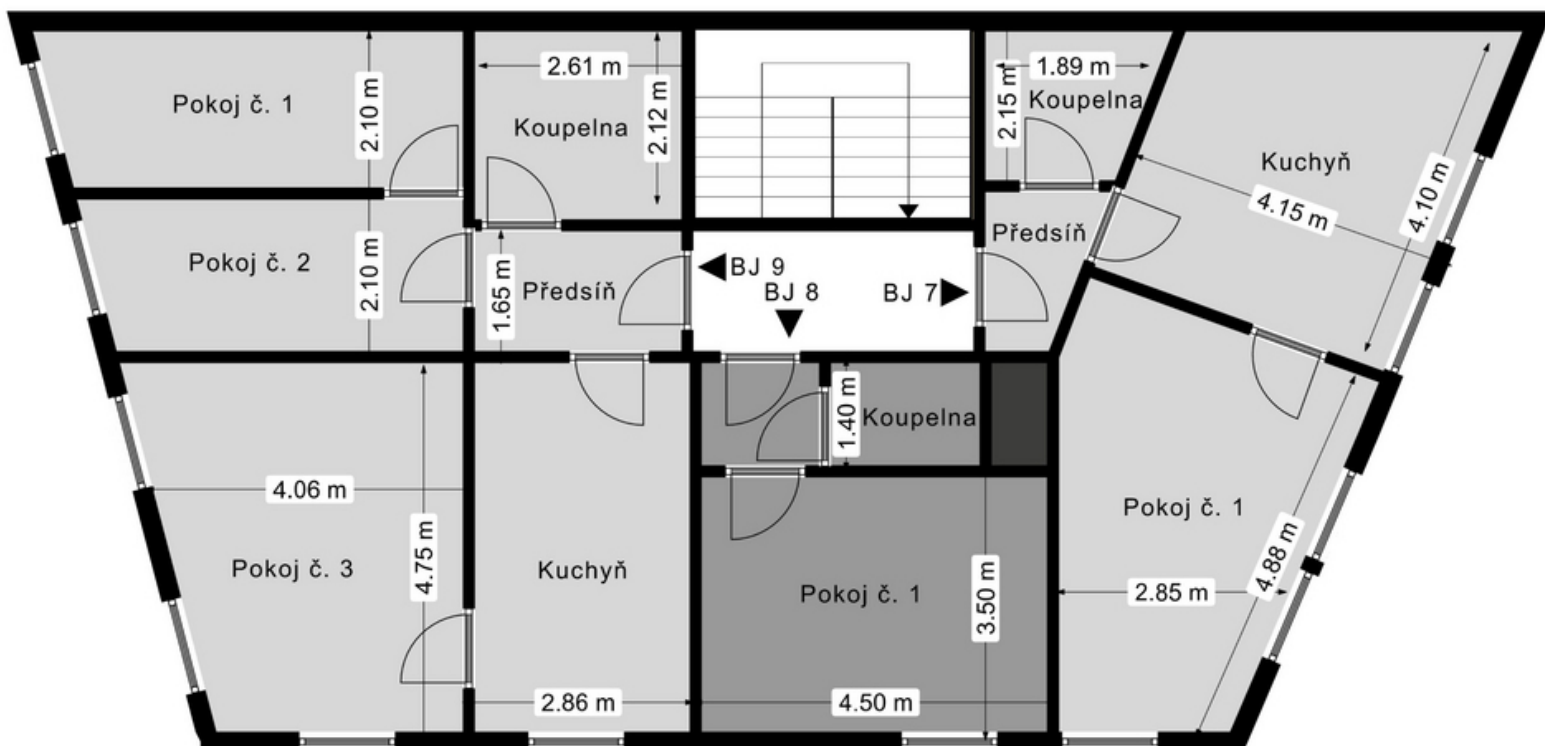 2.61 m
1.89 m
Pokoj č. 1
2.10 m
Koupelna
2.12 m
2.15 m
Koupelna
Kuchyň
4.10 m
4.15 m
Pokoj č. 2
2.10 m
1.65 m
Předsíň
BJ 9
BJ 8
BJ 7
Předsíň
1.40 m
Koupelna
4.06 m
4.75 m
Pokoj č. 3
Kuchyň
Pokoj č. 1
3.50 m
Pokoj č. 1
2.85 m
4.88 m
2.86 m
4.50 m